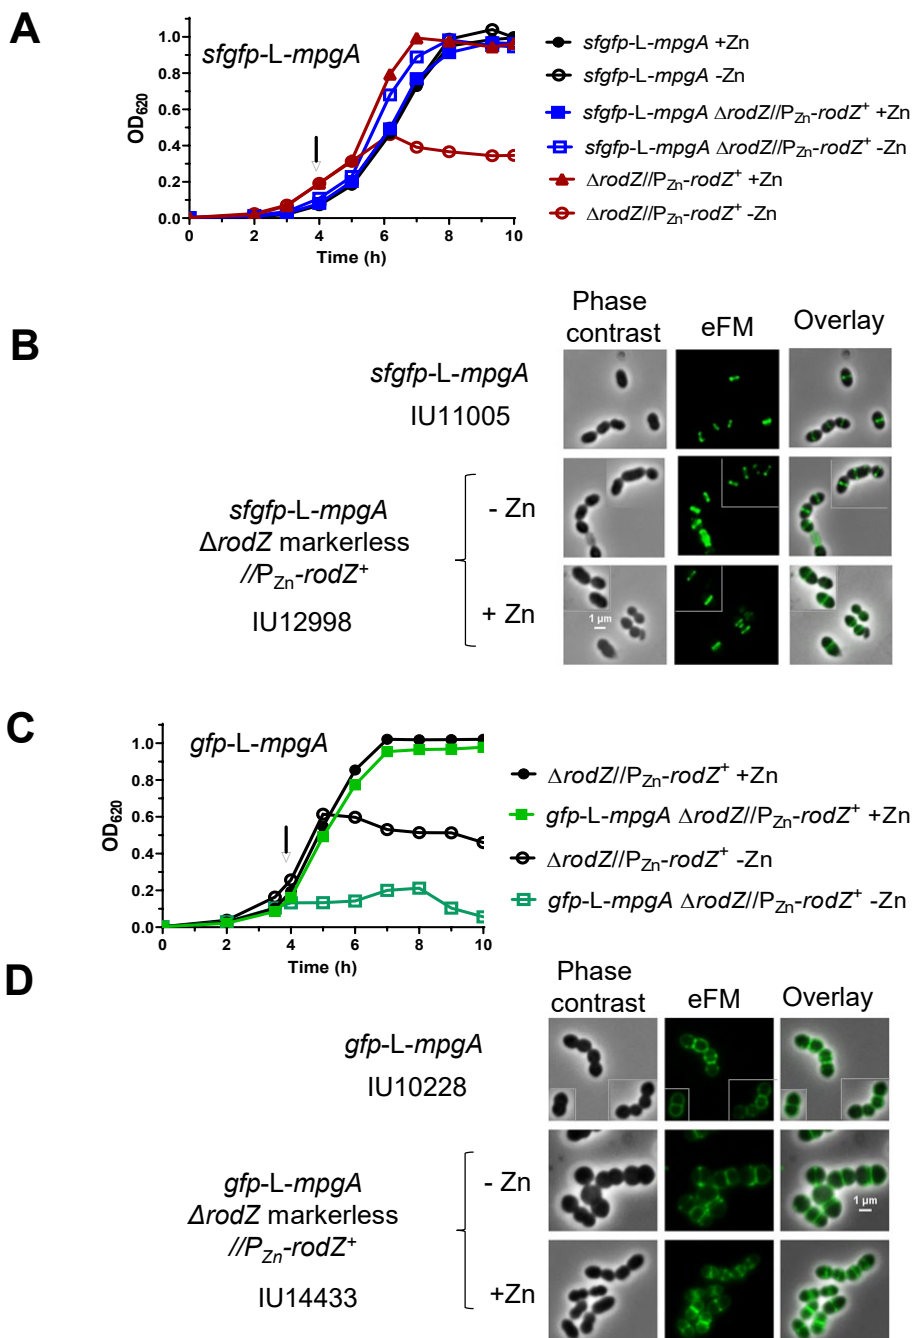 A
sfgfp-L-mpgA
OD620
1.0
0.8
0.6
0.4
0.2
0.0
0 2 4 6 8 10
Time (h)
sfgfp-L-mpgA +Zn
sfgfp-L-mpgA -Zn
sfgfp-L-mpgA ΔrodZ//PZn-rodZ+ +Zn
sfgfp-L-mpgA ΔrodZ//PZn-rodZ+ -Zn
ΔrodZ//PZn-rodZ+ +Zn
ΔrodZ//PZn-rodZ+ -Zn
B
Phase
contrast
eFM
Overlay
sfgfp-L-mpgA
IU11005
sfgfp-L-mpgA
ΔrodZ markerless
//PZn-rodZ+
IU12998
- Zn
+ Zn
1 µm
C
gfp-L-mpgA
OD620
1.0
0.8
0.6
0.4
0.2
0.0
0 2 4 6 8 10
Time (h)
ΔrodZ//PZn-rodZ+ +Zn
gfp-L-mpgA ΔrodZ//PZn-rodZ+ +Zn
ΔrodZ//PZn-rodZ+ -Zn
gfp-L-mpgA ΔrodZ//PZn-rodZ+ -Zn
D
Phase
contrast
eFM
Overlay
gfp-L-mpgA
IU10228
gfp-L-mpgA
ΔrodZ markerless
//PZn-rodZ+
IU14433
- Zn
1 µm
+Zn